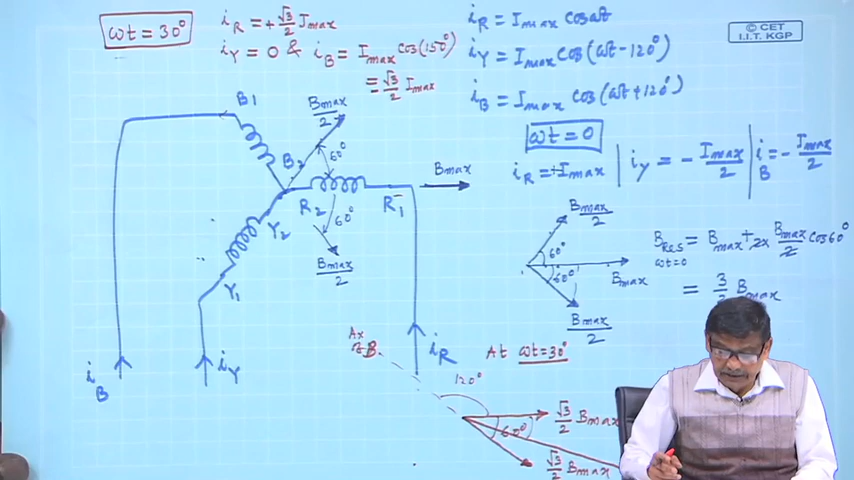 ωt = 30°
i_R = + √3/2 I_max
i_Y = 0 & i_B = I_max cos(150°)
= √3/2 I_max
i_R = I_max cos ωt
i_Y = I_max cos(ωt - 120°)
i_B = I_max cos(ωt + 120°)
© CET
I.I.T. KGP
ωt = 0
i_R = + I_max | i_Y = - I_max/2 | i_B = - I_max/2
B1
B_max/2
60°
B2
B_max
R2
R1
60°
Y2
B_max/2
Y1
i_B
i_Y
i_R
B_max/2
60°
60°
B_max
B_max/2
B_Res = B_max + 2x B_max/2 cos 60°
ωt=0
= 3/2 B_max
At ωt=30°
Ax
B
120°
√3/2 B_max
60°
√3/2 B_max